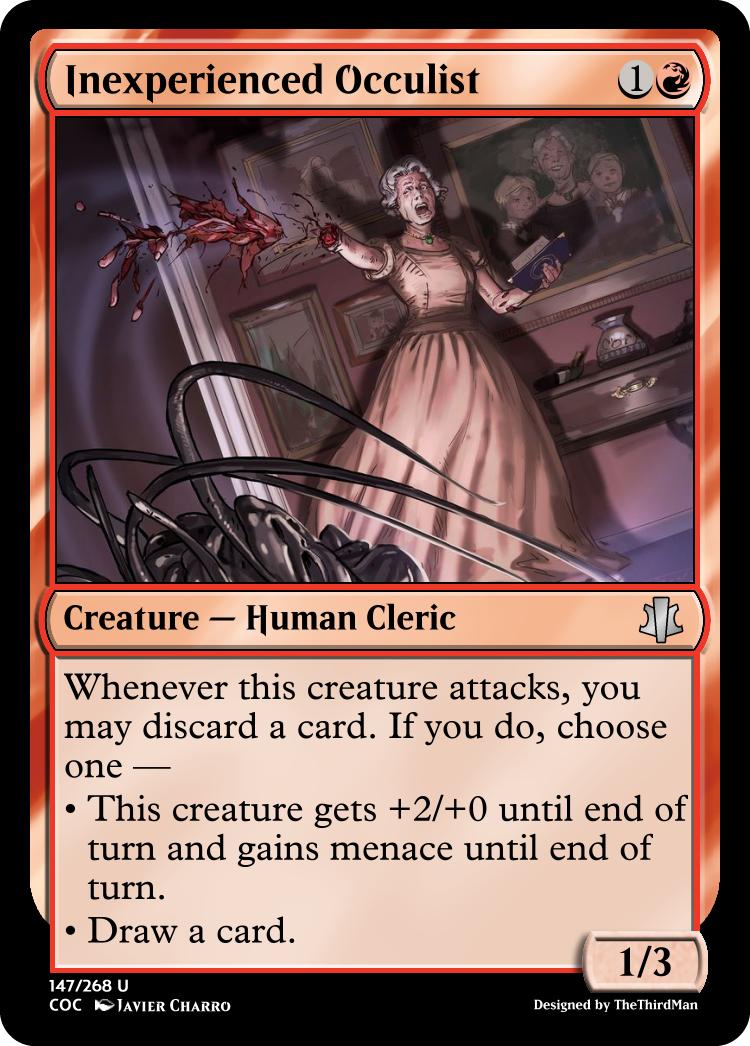 Inexperienced Occulist 1
Creature — Human Cleric
Whenever this creature attacks, you
may discard a card. If you do, choose
one —
• This creature gets +2/+0 until end of
turn and gains menace until end of
turn.
• Draw a card.
1/3
147/268 U
COC Javier Charro
Designed by TheThirdMan